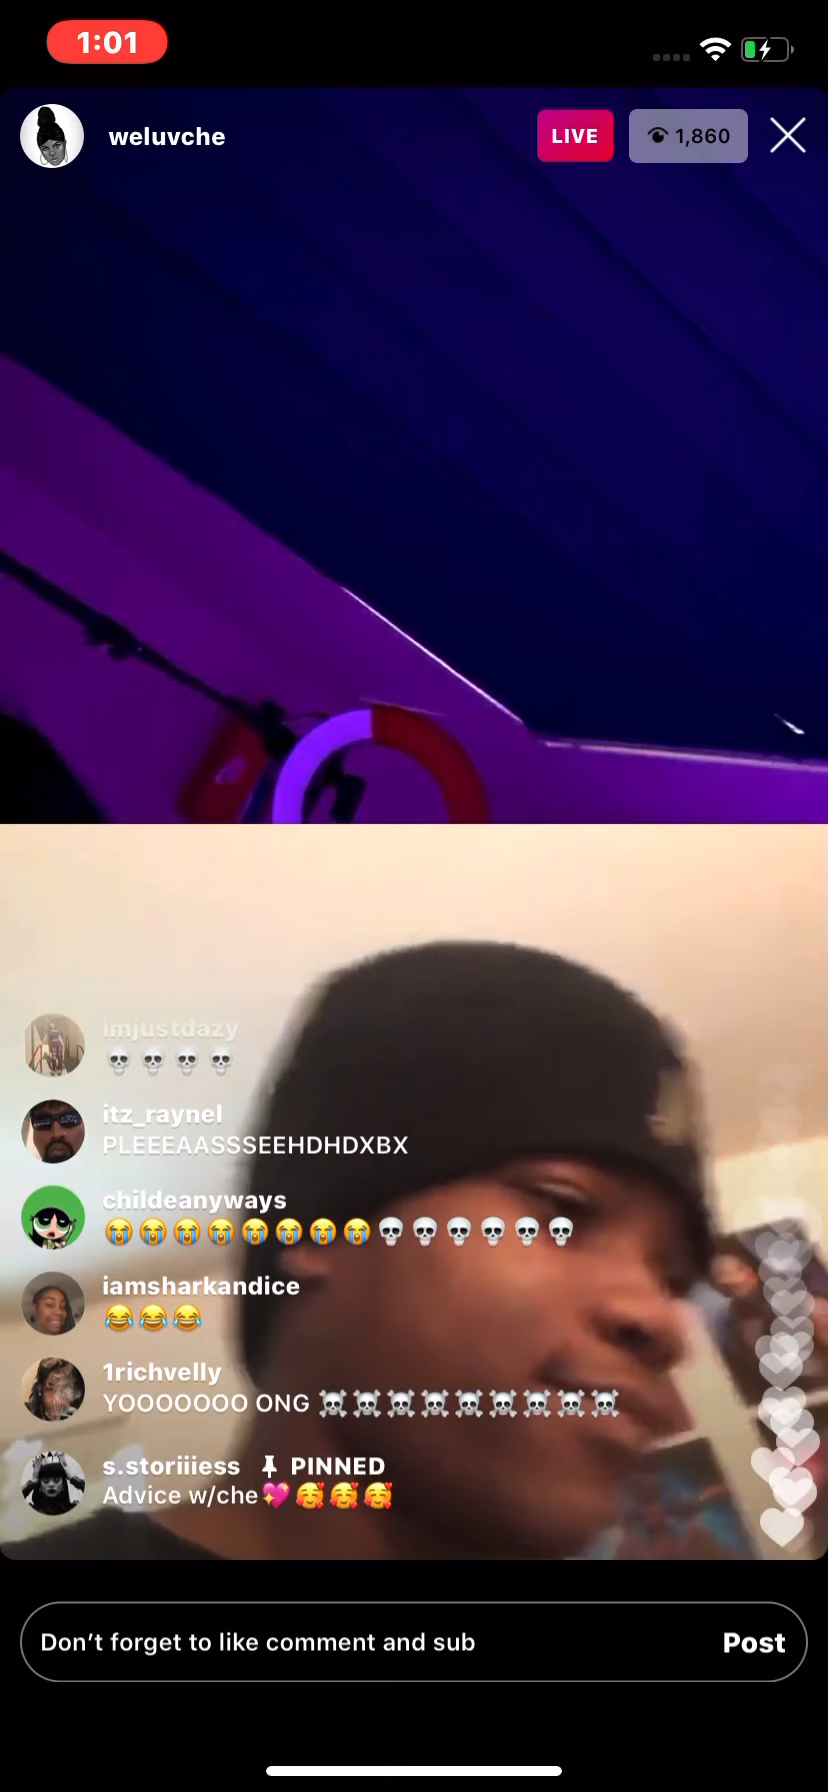 1:01
weluvche
LIVE
1,860
imjustdazy
💀💀💀💀
itz_raynel
PLEEEAASSSEEHDHDXBX
childeanyways
😭😭😭😭😭😭😭😭💀💀💀💀💀💀
iamsharkandice
😂😂😂
1richvelly
YOOOOOOO ONG ☠️☠️☠️☠️☠️☠️☠️☠️☠️
s.storiiiess 📌 PINNED
Advice w/che💖🥰🥰🥰
Don’t forget to like comment and sub
Post